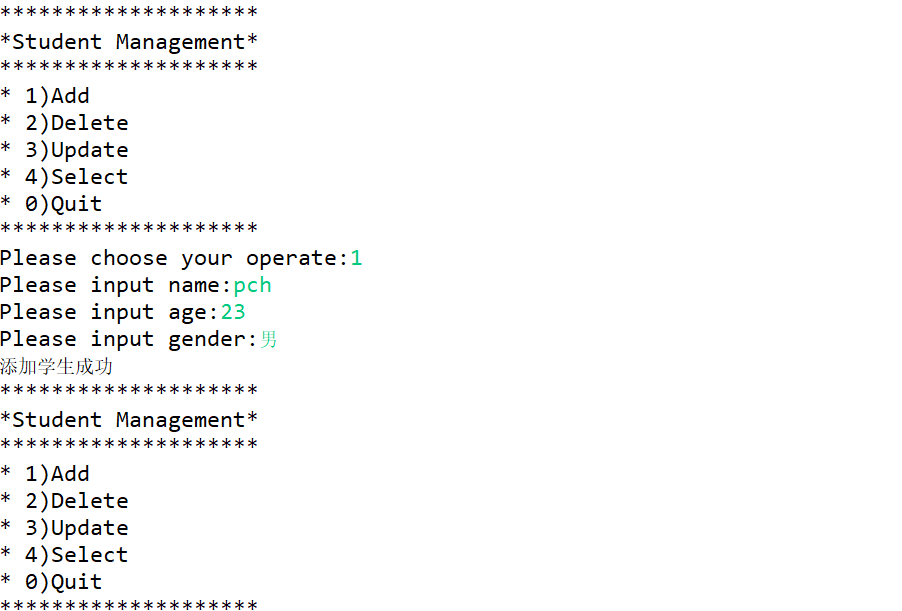 ********************
*Student Management*
********************
* 1)Add
* 2)Delete
* 3)Update
* 4)Select
* 0)Quit
********************
Please choose your operate:1
Please input name:pch
Please input age:23
Please input gender:男
添加学生成功
********************
*Student Management*
********************
* 1)Add
* 2)Delete
* 3)Update
* 4)Select
* 0)Quit
********************